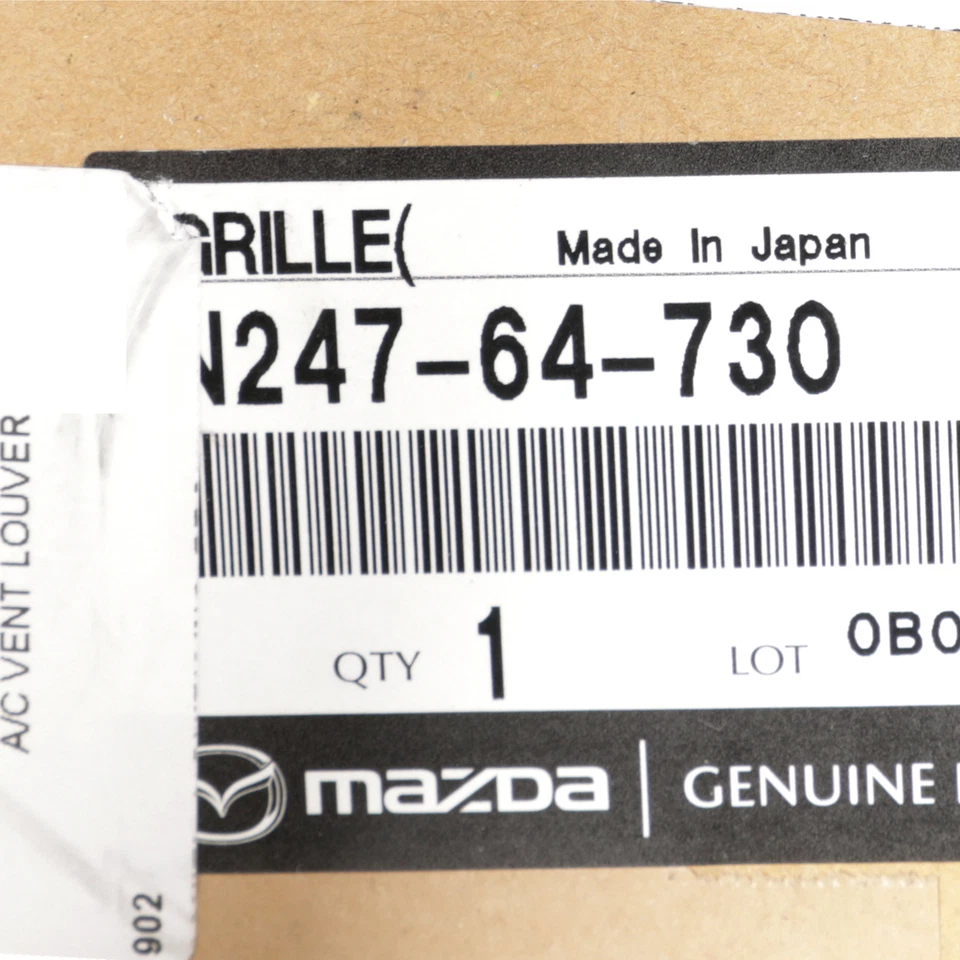 GRILLE(
Made In Japan
N247-64-730
QTY 1
LOT 0B0
mazda
GENUINE
A/C VENT LOUVER
902